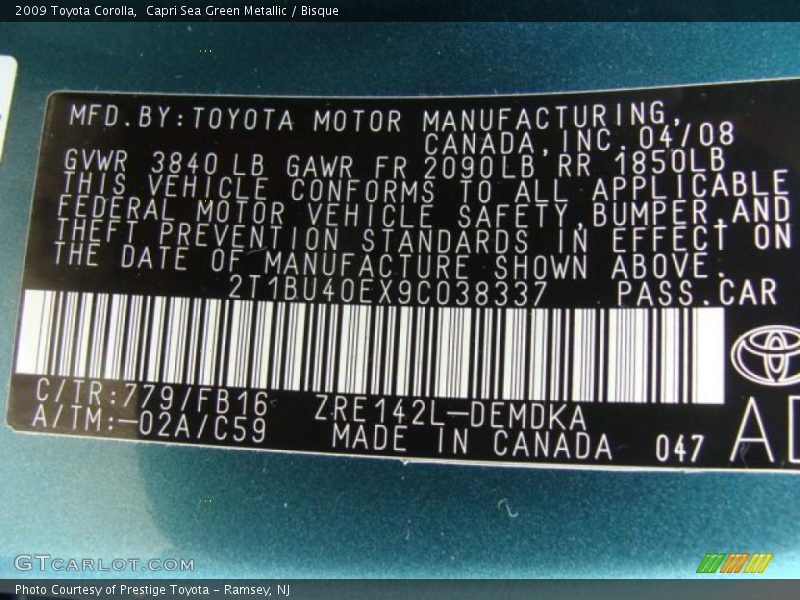 2009 Toyota Corolla,  Capri Sea Green Metallic / Bisque
MFD.BY:TOYOTA MOTOR MANUFACTURING,
CANADA,INC.04/08
GVWR 3840LB GAWR FR 2090LB,RR 1850LB
THIS VEHICLE CONFORMS TO ALL APPLICABLE
FEDERAL MOTOR VEHICLE SAFETY,BUMPER,AND
THEFT PREVENTION STANDARDS IN EFFECT ON
THE DATE OF MANUFACTURE SHOWN ABOVE.
2T1BU40EX9C038337 PASS.CAR
C/TR:779/FB16 ZRE142L-DEMDKA
A/TM:-02A/C59 MADE IN CANADA 047
GTCARLOT.COM
Photo Courtesy of Prestige Toyota - Ramsey, NJ